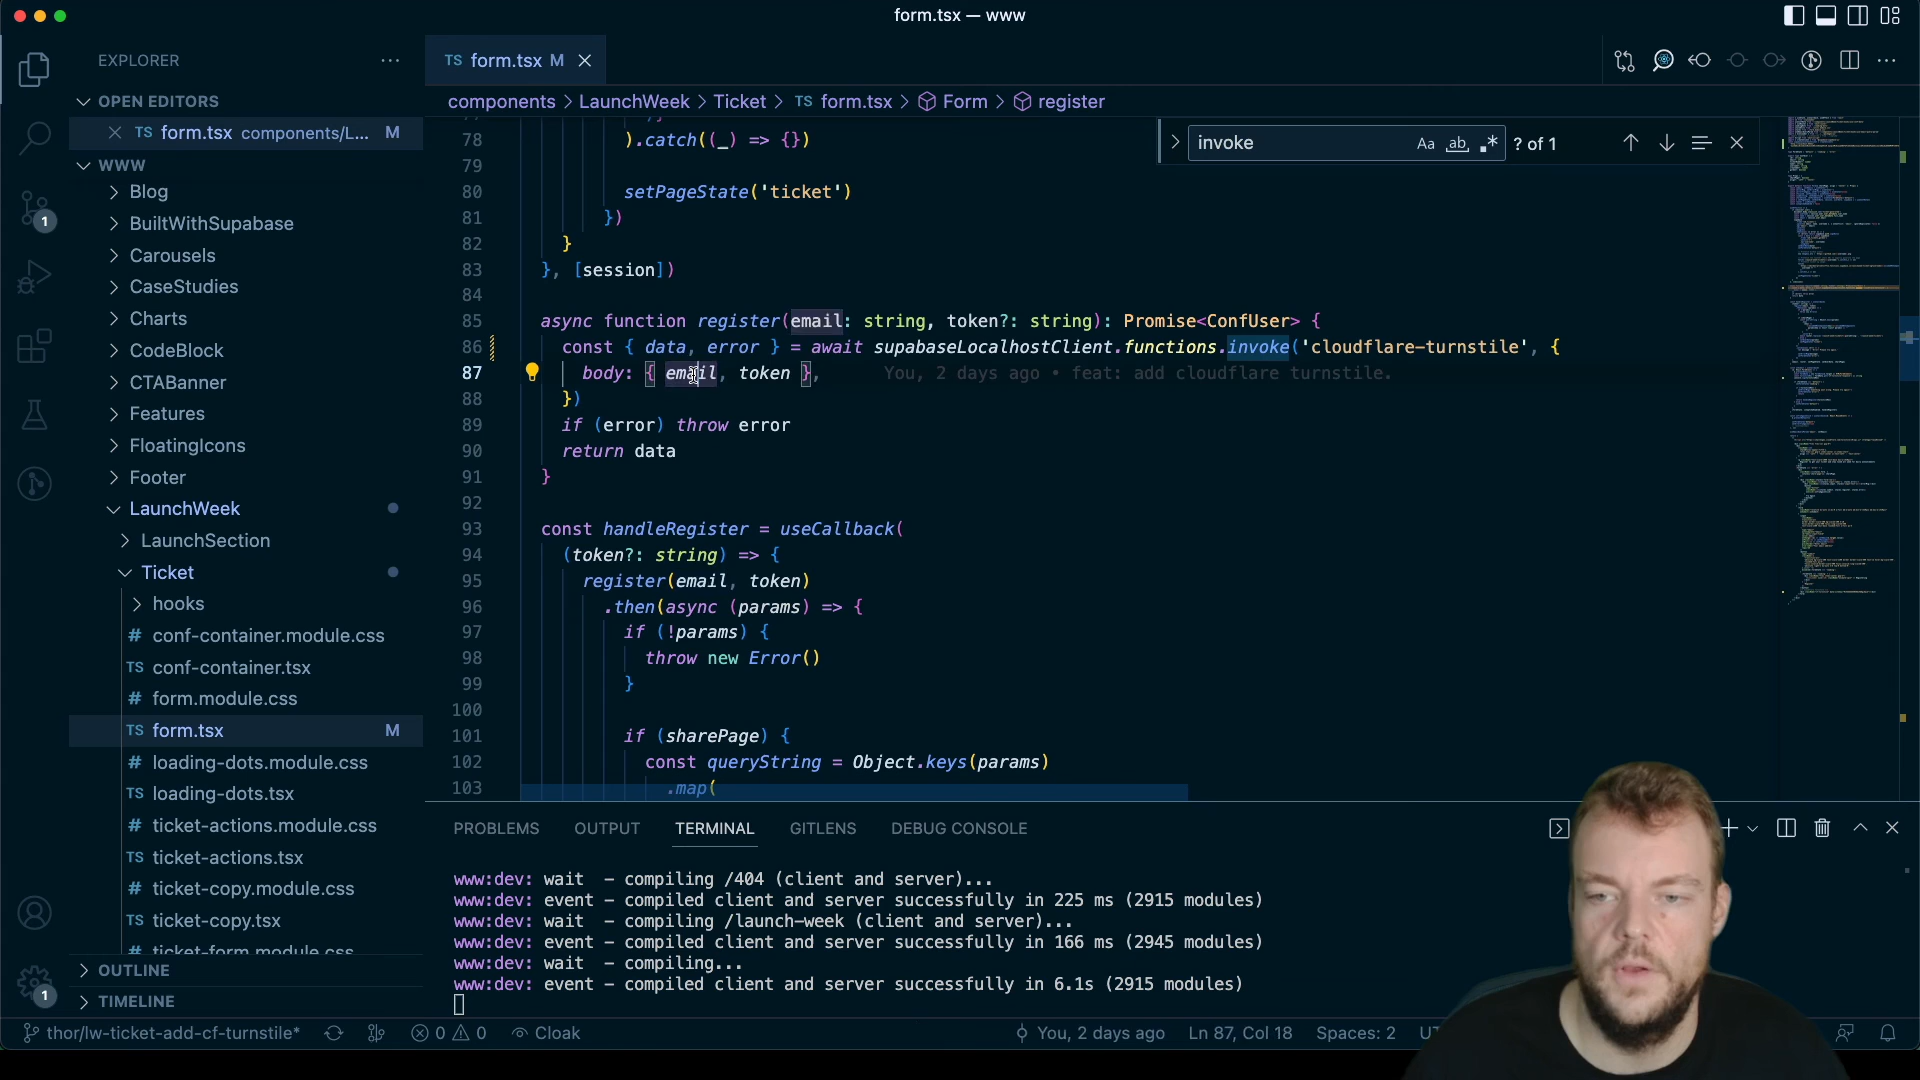 form.tsx — www
EXPLORER
OPEN EDITORS
TS form.tsx components/L... M
WWW
Blog
BuiltWithSupabase
Carousels
CaseStudies
Charts
CodeBlock
CTABanner
Features
FloatingIcons
Footer
LaunchWeek
LaunchSection
Ticket
hooks
# conf-container.module.css
TS conf-container.tsx
# form.module.css
TS form.tsx M
# loading-dots.module.css
TS loading-dots.tsx
# ticket-actions.module.css
TS ticket-actions.tsx
# ticket-copy.module.css
TS ticket-copy.tsx
# ticket-form.module.css
OUTLINE
TIMELINE
1
1
TS form.tsx M
components > LaunchWeek > Ticket > TS form.tsx > Form > register
invoke Aa ab .* ? of 1
78 ).catch((_) => {})
79
80 setPageState('ticket')
81 })
82 }
83 }, [session])
84
85 async function register(email: string, token?: string): Promise<ConfUser> {
86 const { data, error } = await supabaseLocalhostClient.functions.invoke('cloudflare-turnstile', {
87 body: { email, token }, You, 2 days ago • feat: add cloudflare turnstile.
88 })
89 if (error) throw error
90 return data
91 }
92
93 const handleRegister = useCallback(
94 (token?: string) => {
95 register(email, token)
96 .then(async (params) => {
97 if (!params) {
98 throw new Error()
99 }
100
101 if (sharePage) {
102 const queryString = Object.keys(params)
103 .map(
PROBLEMS OUTPUT TERMINAL GITLENS DEBUG CONSOLE
www:dev: wait - compiling /404 (client and server)...
www:dev: event - compiled client and server successfully in 225 ms (2915 modules)
www:dev: wait - compiling /launch-week (client and server)...
www:dev: event - compiled client and server successfully in 166 ms (2945 modules)
www:dev: wait - compiling...
www:dev: event - compiled client and server successfully in 6.1s (2915 modules)
thor/lw-ticket-add-cf-turnstile* 0 0 Cloak You, 2 days ago Ln 87, Col 18 Spaces: 2